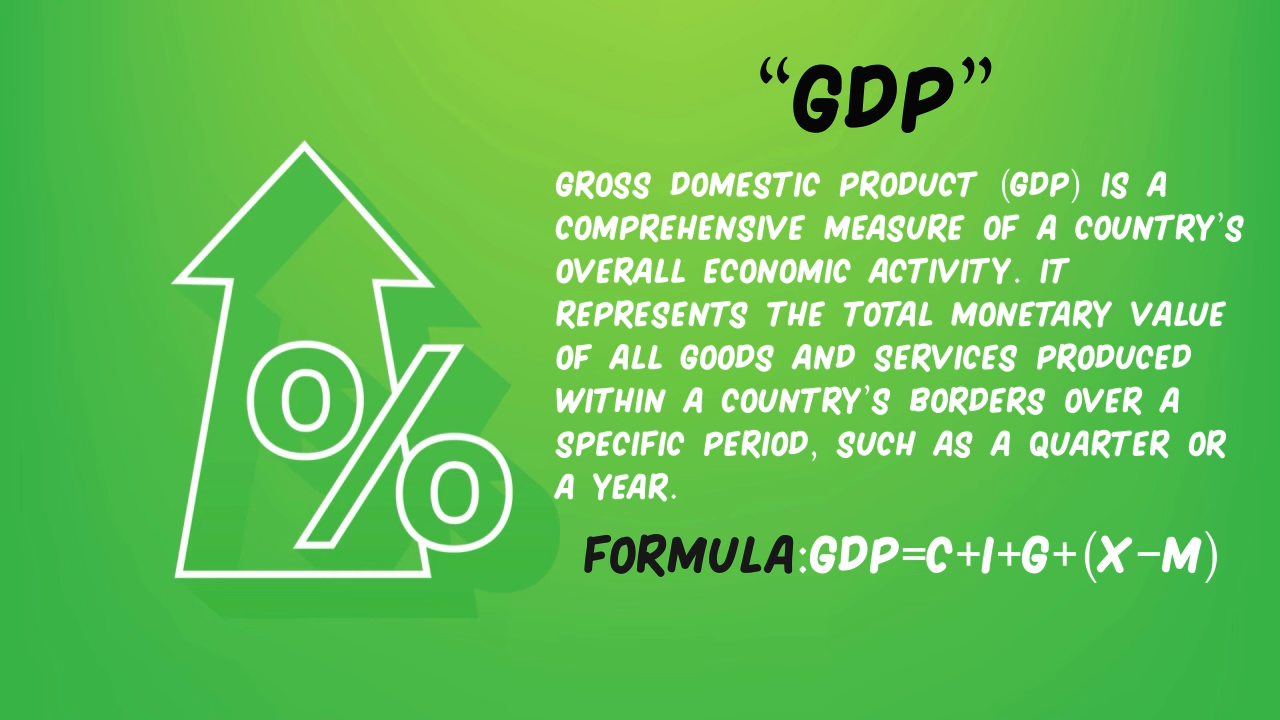 “GDP”
GROSS DOMESTIC PRODUCT (GDP) IS A
COMPREHENSIVE MEASURE OF A COUNTRY'S
OVERALL ECONOMIC ACTIVITY. IT
REPRESENTS THE TOTAL MONETARY VALUE
OF ALL GOODS AND SERVICES PRODUCED
WITHIN A COUNTRY'S BORDERS OVER A
SPECIFIC PERIOD, SUCH AS A QUARTER OR
A YEAR.
FORMULA:GDP=C+I+G+(X−M)
%